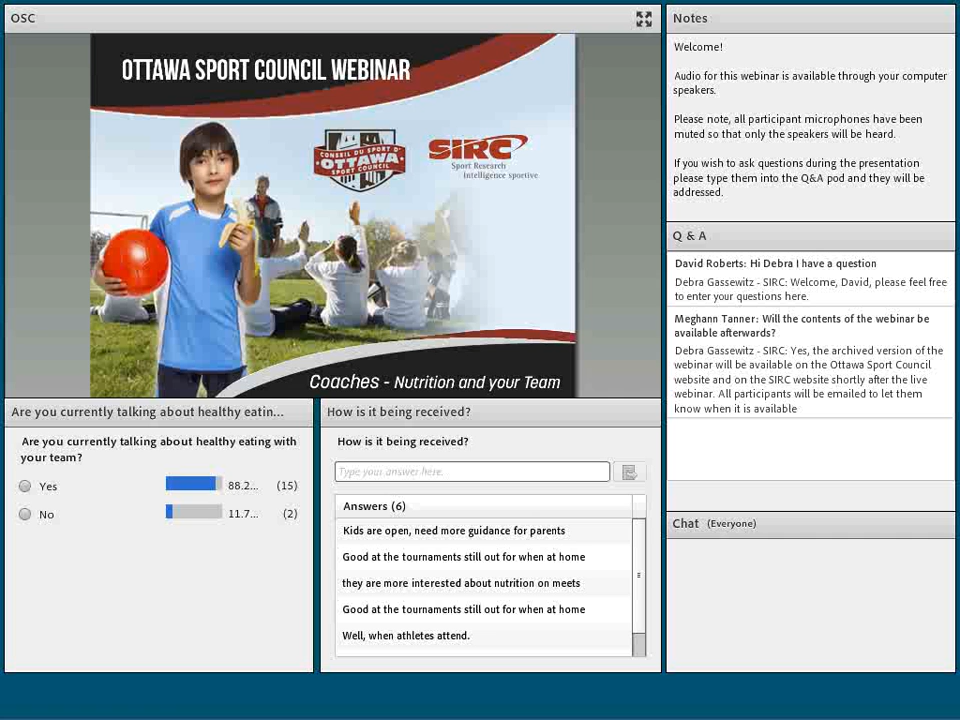 OSC
OTTAWA SPORT COUNCIL WEBINAR
CONSEIL DU SPORT D'
OTTAWA
SPORT COUNCIL
SIRC
Sport Research
Intelligence sportive
Coaches - Nutrition and your Team
Are you currently talking about healthy eatin...
Are you currently talking about healthy eating with
your team?
Yes 88.2... (15)
No 11.7... (2)
How is it being received?
How is it being received?
Type your answer here.
Answers (6)
Kids are open, need more guidance for parents
Good at the tournaments still out for when at home
they are more interested about nutrition on meets
Good at the tournaments still out for when at home
Well, when athletes attend.
Notes
Welcome!
Audio for this webinar is available through your computer
speakers.
Please note, all participant microphones have been
muted so that only the speakers will be heard.
If you wish to ask questions during the presentation
please type them into the Q&A pod and they will be
addressed.
Q & A
David Roberts: Hi Debra I have a question
Debra Gassewitz - SIRC: Welcome, David, please feel free
to enter your questions here.
Meghann Tanner: Will the contents of the webinar be
available afterwards?
Debra Gassewitz - SIRC: Yes, the archived version of the
webinar will be available on the Ottawa Sport Council
website and on the SIRC website shortly after the live
webinar. All participants will be emailed to let them
know when it is available
Chat (Everyone)